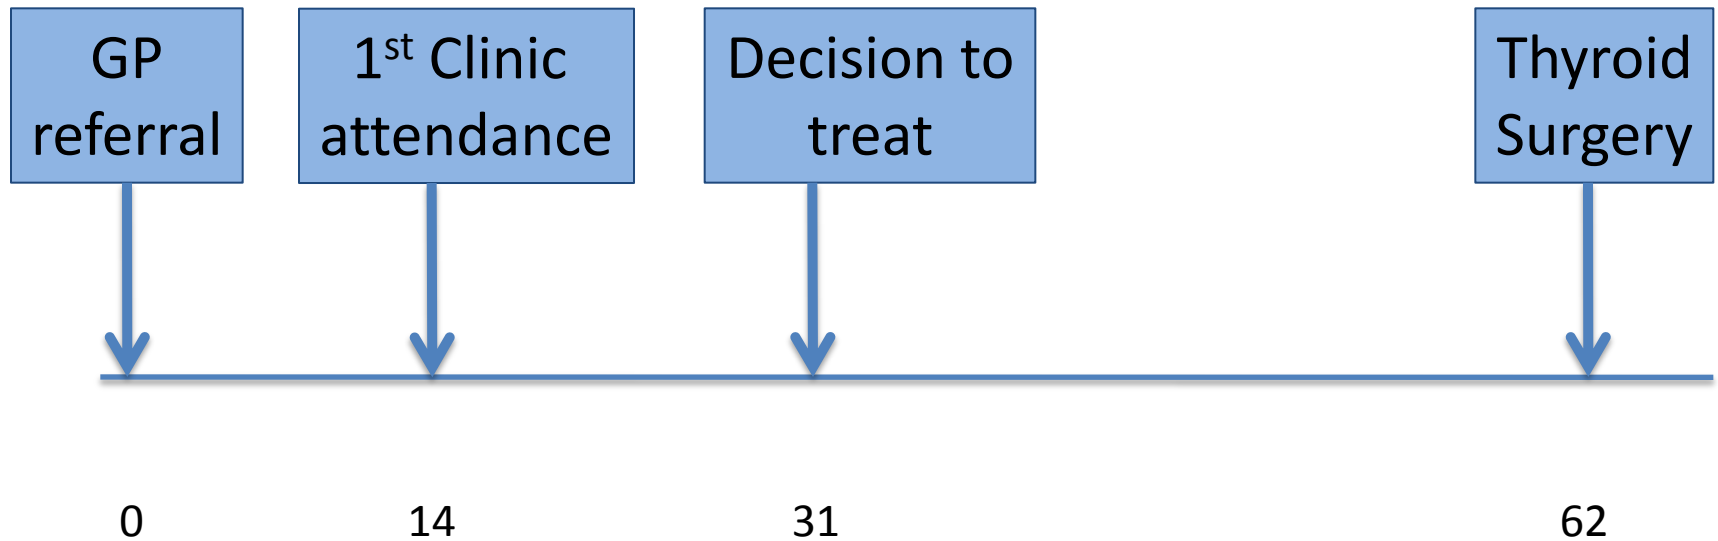 GP
referral
1st Clinic
attendance
Decision to
treat
Thyroid
Surgery
0
14
31
62